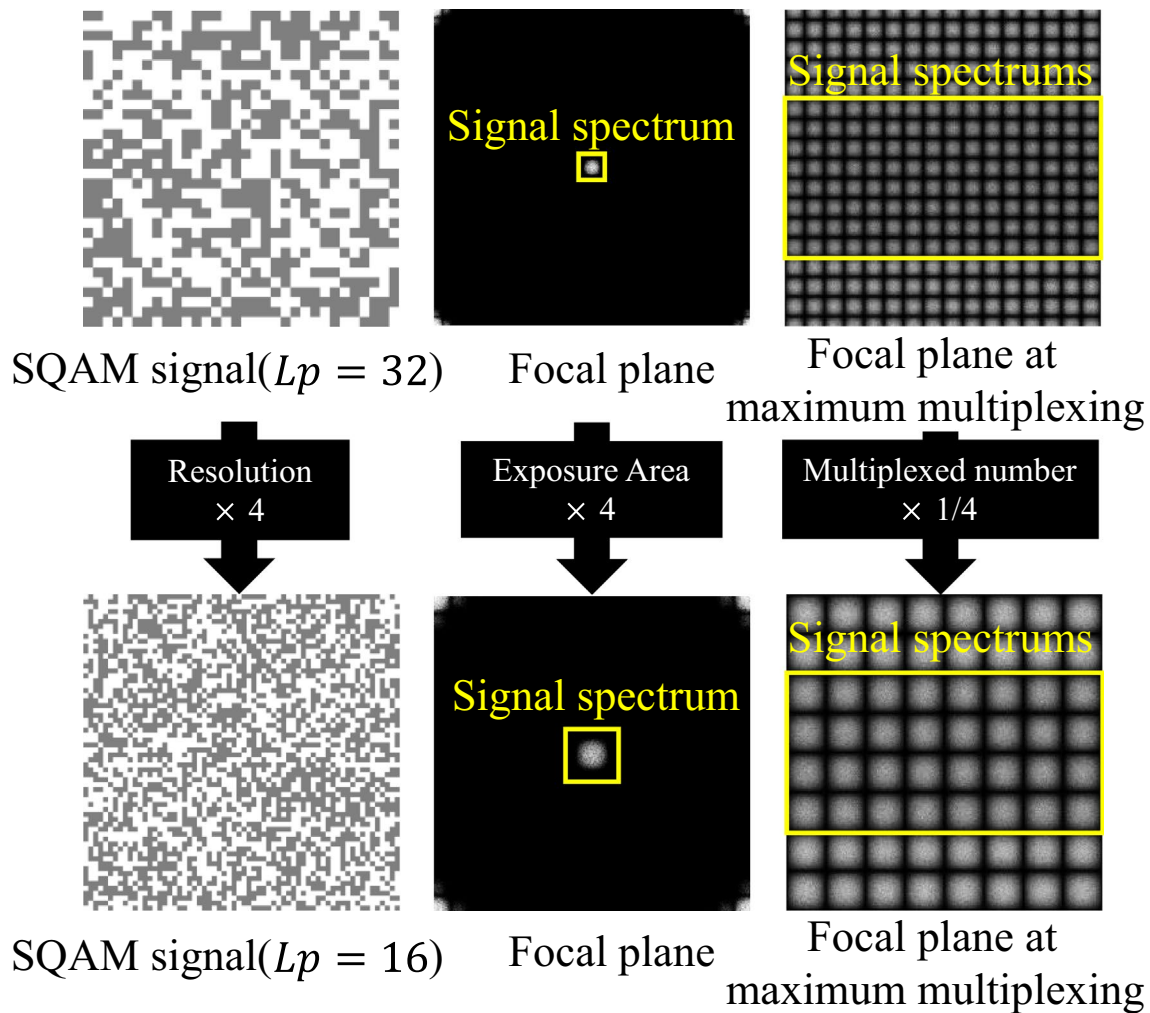 Signal spectrum
Signal spectrums
SQAM signal(Lp = 32)
Focal plane
Focal plane at
maximum multiplexing
Resolution
× 4
Exposure Area
× 4
Multiplexed number
× 1/4
Signal spectrum
Signal spectrums
SQAM signal(Lp = 16)
Focal plane
Focal plane at
maximum multiplexing